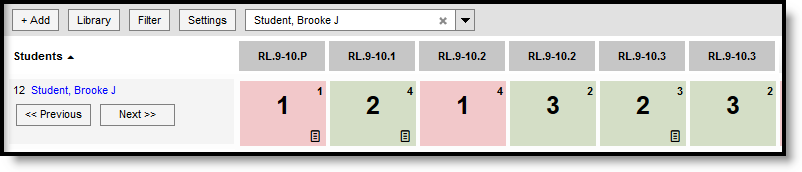 + Add Library Filter Settings Student, Brooke J
Students RL.9-10.P RL.9-10.1 RL.9-10.2 RL.9-10.2 RL.9-10.3 RL.9-10.3
12 Student, Brooke J
1 1 2 4 1 4 3 2 2 3 3 2
<< Previous Next >>